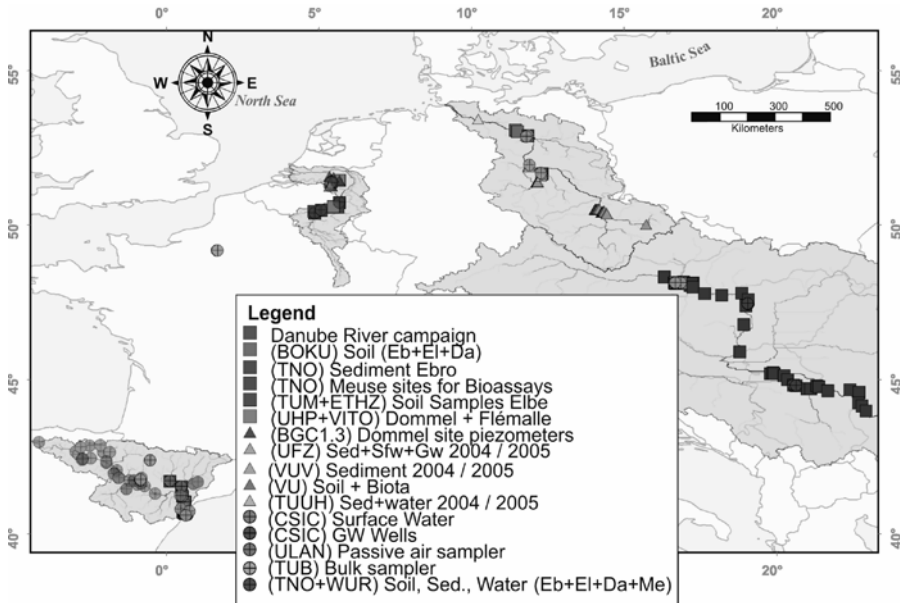 0° 5° 10° 15° 20°
55°
50°
45°
40°
N
W E
S
North Sea
Baltic Sea
100 300 500
Kilometers
55°
50°
45°
40°
Legend
Danube River campaign
(BOKU) Soil (Eb+El+Da)
(TNO) Sediment Ebro
(TNO) Meuse sites for Bioassays
(TUM+ETHZ) Soil Samples Elbe
(UHP+VITO) Dommel + Flémalle
(BGC1.3) Dommel site piezometers
(UFZ) Sed+Sfw+Gw 2004 / 2005
(VUV) Sediment 2004 / 2005
(VU) Soil + Biota
(TUUH) Sed+water 2004 / 2005
(CSIC) Surface Water
(CSIC) GW Wells
(ULAN) Passive air sampler
(TUB) Bulk sampler
(TNO+WUR) Soil, Sed., Water (Eb+El+Da+Me)
0° 20°